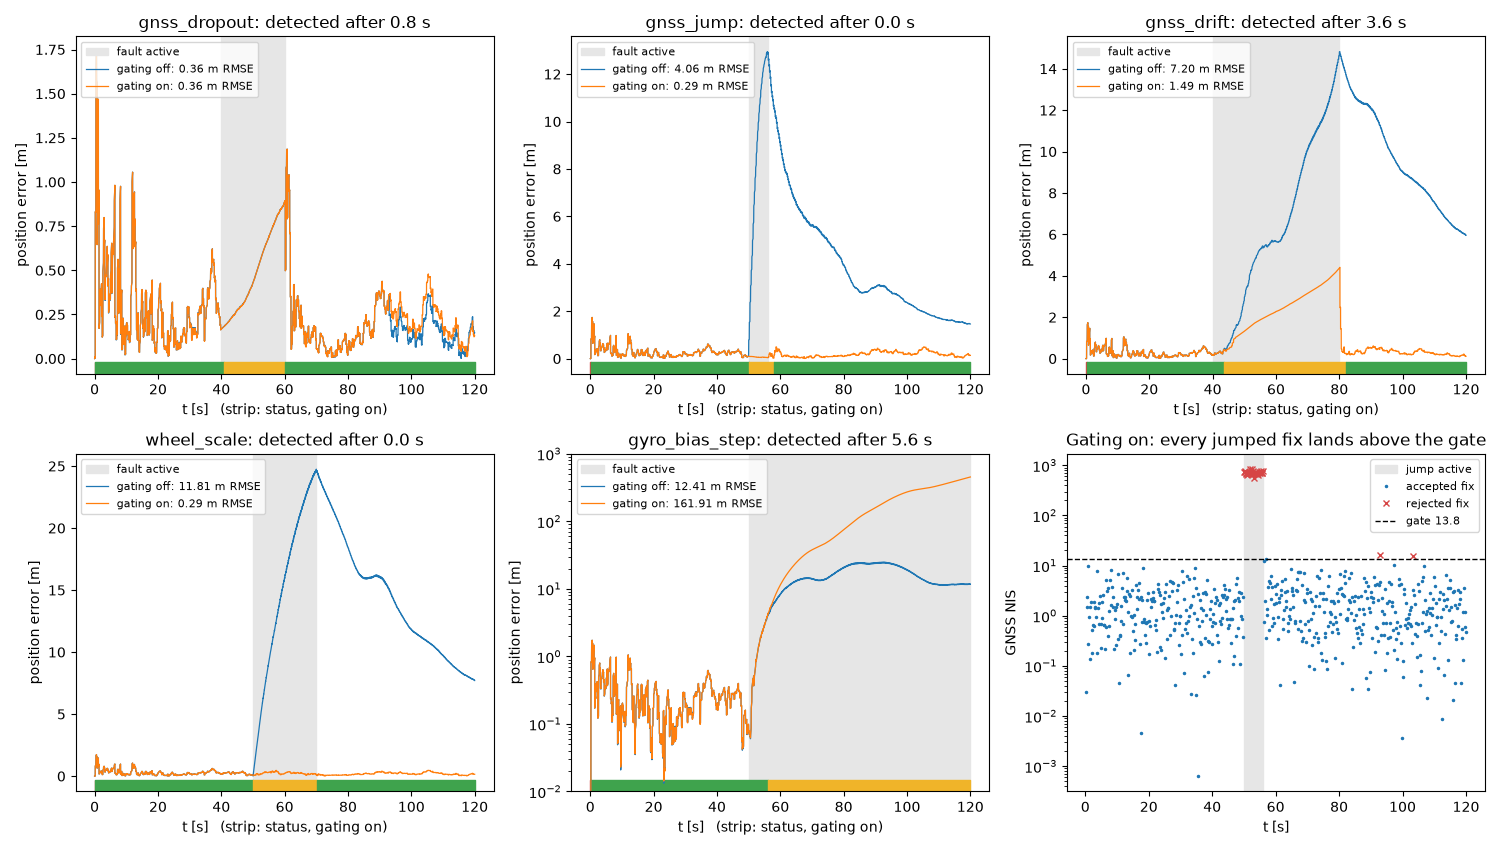 gnss_dropout: detected after 0.8 s
1.75
1.50
1.25
1.00
0.75
0.50
0.25
0.00
position error [m]
fault active
gating off: 0.36 m RMSE
gating on: 0.36 m RMSE
0 20 40 60 80 100 120
t [s] (strip: status, gating on)
gnss_jump: detected after 0.0 s
12
10
8
6
4
2
0
position error [m]
fault active
gating off: 4.06 m RMSE
gating on: 0.29 m RMSE
0 20 40 60 80 100 120
t [s] (strip: status, gating on)
gnss_drift: detected after 3.6 s
14
12
10
8
6
4
2
0
position error [m]
fault active
gating off: 7.20 m RMSE
gating on: 1.49 m RMSE
0 20 40 60 80 100 120
t [s] (strip: status, gating on)
wheel_scale: detected after 0.0 s
25
20
15
10
5
0
position error [m]
fault active
gating off: 11.81 m RMSE
gating on: 0.29 m RMSE
0 20 40 60 80 100 120
t [s] (strip: status, gating on)
gyro_bias_step: detected after 5.6 s
10³
10²
10¹
10⁰
10⁻¹
10⁻²
position error [m]
fault active
gating off: 12.41 m RMSE
gating on: 161.91 m RMSE
0 20 40 60 80 100 120
t [s] (strip: status, gating on)
Gating on: every jumped fix lands above the gate
10³
10²
10¹
10⁰
10⁻¹
10⁻²
10⁻³
GNSS NIS
jump active
accepted fix
rejected fix
gate 13.8
0 20 40 60 80 100 120
t [s]